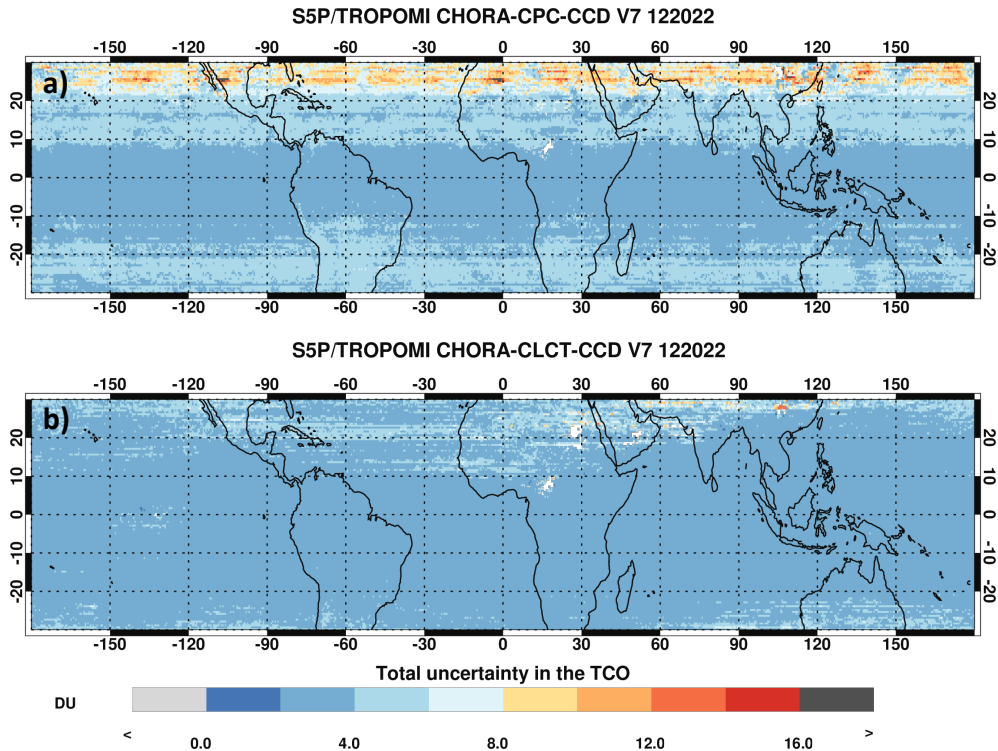 S5P/TROPOMI CHORA-CPC-CCD V7 122022
-150 -120 -90 -60 -30 0 30 60 90 120 150
a)
20 20
10 10
0 0
-10 -10
-20 -20
-150 -120 -90 -60 -30 0 30 60 90 120 150
S5P/TROPOMI CHORA-CLCT-CCD V7 122022
-150 -120 -90 -60 -30 0 30 60 90 120 150
b)
20 20
10 10
0 0
-10 -10
-20 -20
-150 -120 -90 -60 -30 0 30 60 90 120 150
Total uncertainty in the TCO
DU
< 0.0 4.0 8.0 12.0 16.0 >